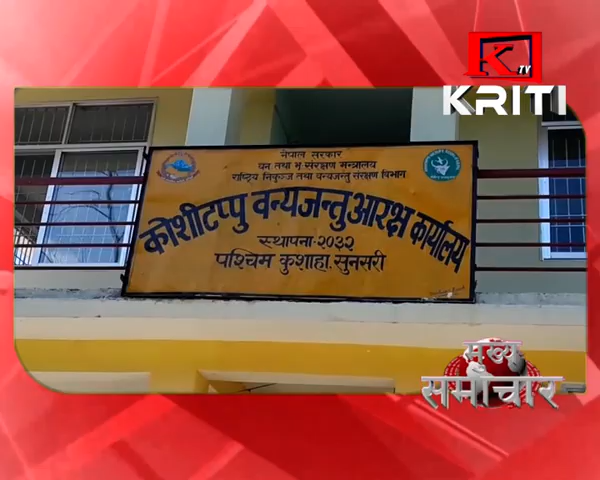 K TV
KRITI
नेपाल सरकार
वन तथा भू संरक्षण मन्त्रालय
राष्ट्रिय निकुञ्ज तथा वन्यजन्तु संरक्षण विभाग
कोशीटप्पु वन्यजन्तु आरक्ष कार्यालय
स्थापना-२०३२
पश्चिम कुशाहा, सुनसरी
मुख्य
समाचार